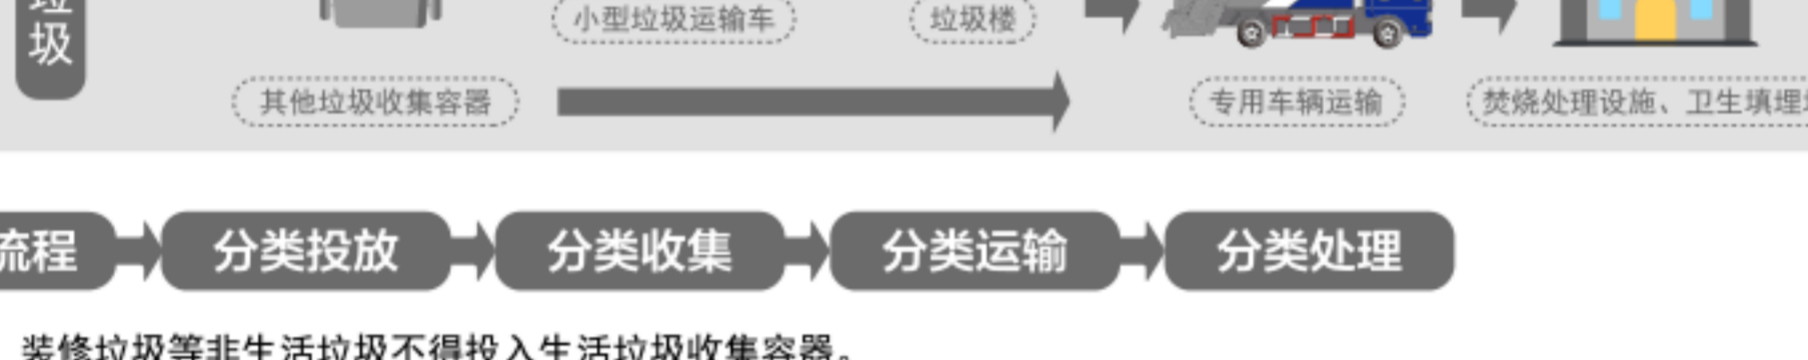 垃圾
小型垃圾运输车
垃圾楼
其他垃圾收集容器
专用车辆运输
焚烧处理设施、卫生填埋
流程
分类投放
分类收集
分类运输
分类处理
装修垃圾等非生活垃圾不得投入生活垃圾收集容器。